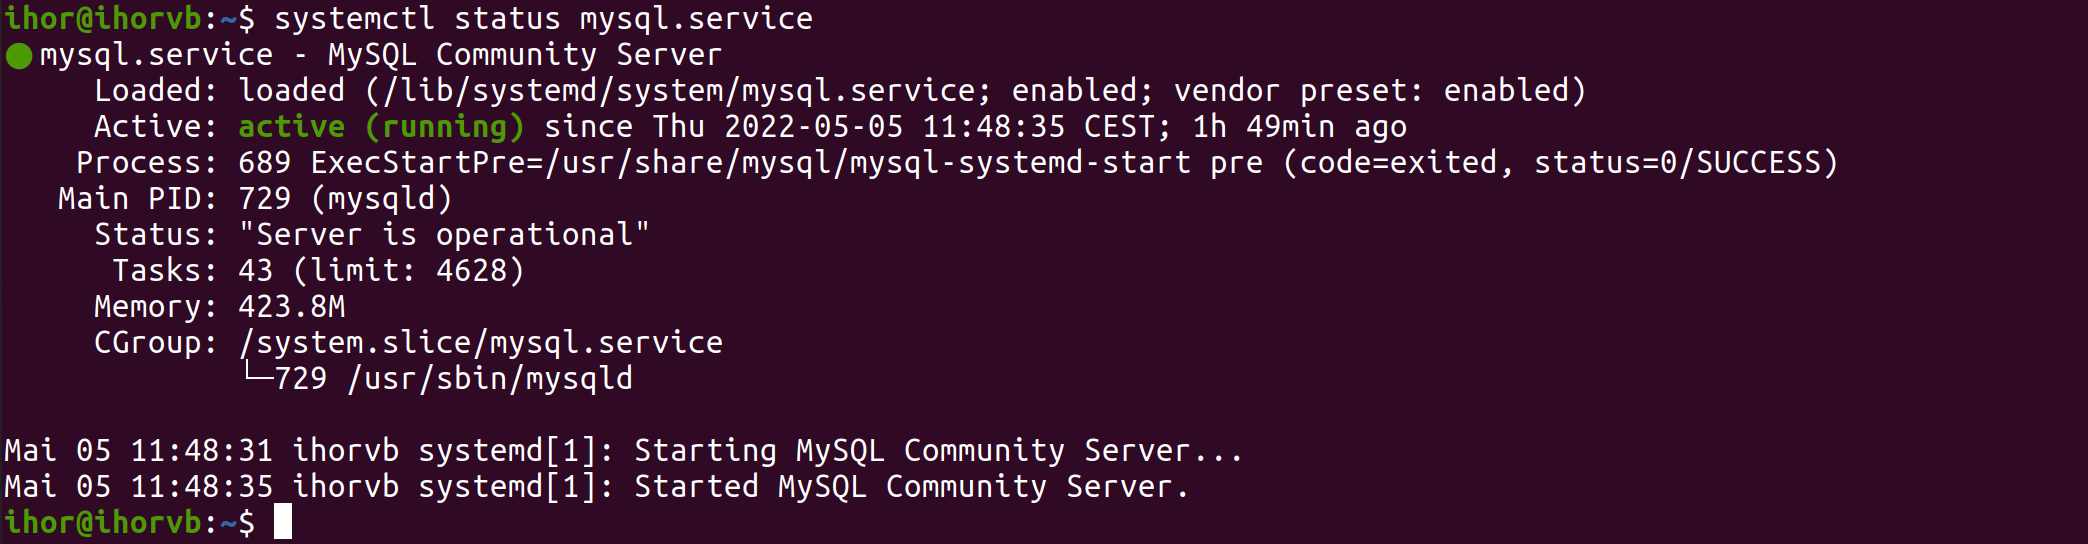 ihor@ihorvb:~$ systemctl status mysql.service
● mysql.service - MySQL Community Server
     Loaded: loaded (/lib/systemd/system/mysql.service; enabled; vendor preset: enabled)
     Active: active (running) since Thu 2022-05-05 11:48:35 CEST; 1h 49min ago
    Process: 689 ExecStartPre=/usr/share/mysql/mysql-systemd-start pre (code=exited, status=0/SUCCESS)
   Main PID: 729 (mysqld)
     Status: "Server is operational"
      Tasks: 43 (limit: 4628)
     Memory: 423.8M
     CGroup: /system.slice/mysql.service
             └─729 /usr/sbin/mysqld

Mai 05 11:48:31 ihorvb systemd[1]: Starting MySQL Community Server...
Mai 05 11:48:35 ihorvb systemd[1]: Started MySQL Community Server.
ihor@ihorvb:~$